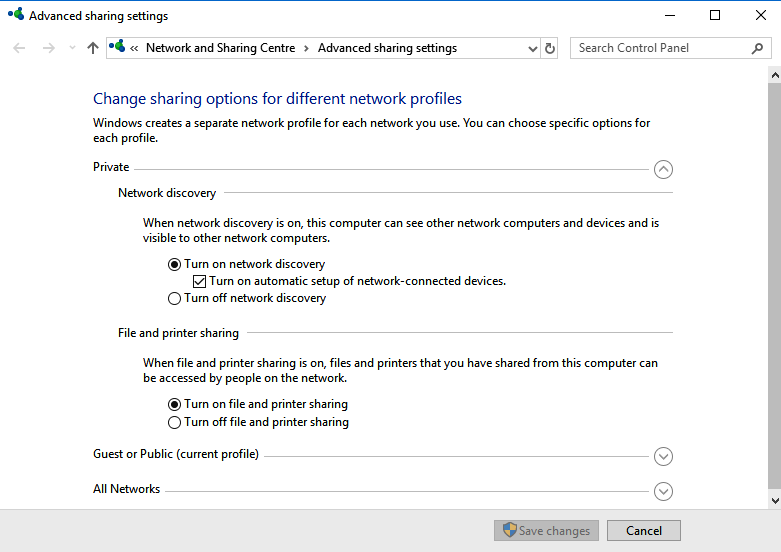 Advanced sharing settings
« Network and Sharing Centre › Advanced sharing settings
Search Control Panel
Change sharing options for different network profiles
Windows creates a separate network profile for each network you use. You can choose specific options for
each profile.
Private
Network discovery
When network discovery is on, this computer can see other network computers and devices and is
visible to other network computers.
Turn on network discovery
Turn on automatic setup of network-connected devices.
Turn off network discovery
File and printer sharing
When file and printer sharing is on, files and printers that you have shared from this computer can
be accessed by people on the network.
Turn on file and printer sharing
Turn off file and printer sharing
Guest or Public (current profile)
All Networks
Save changes
Cancel